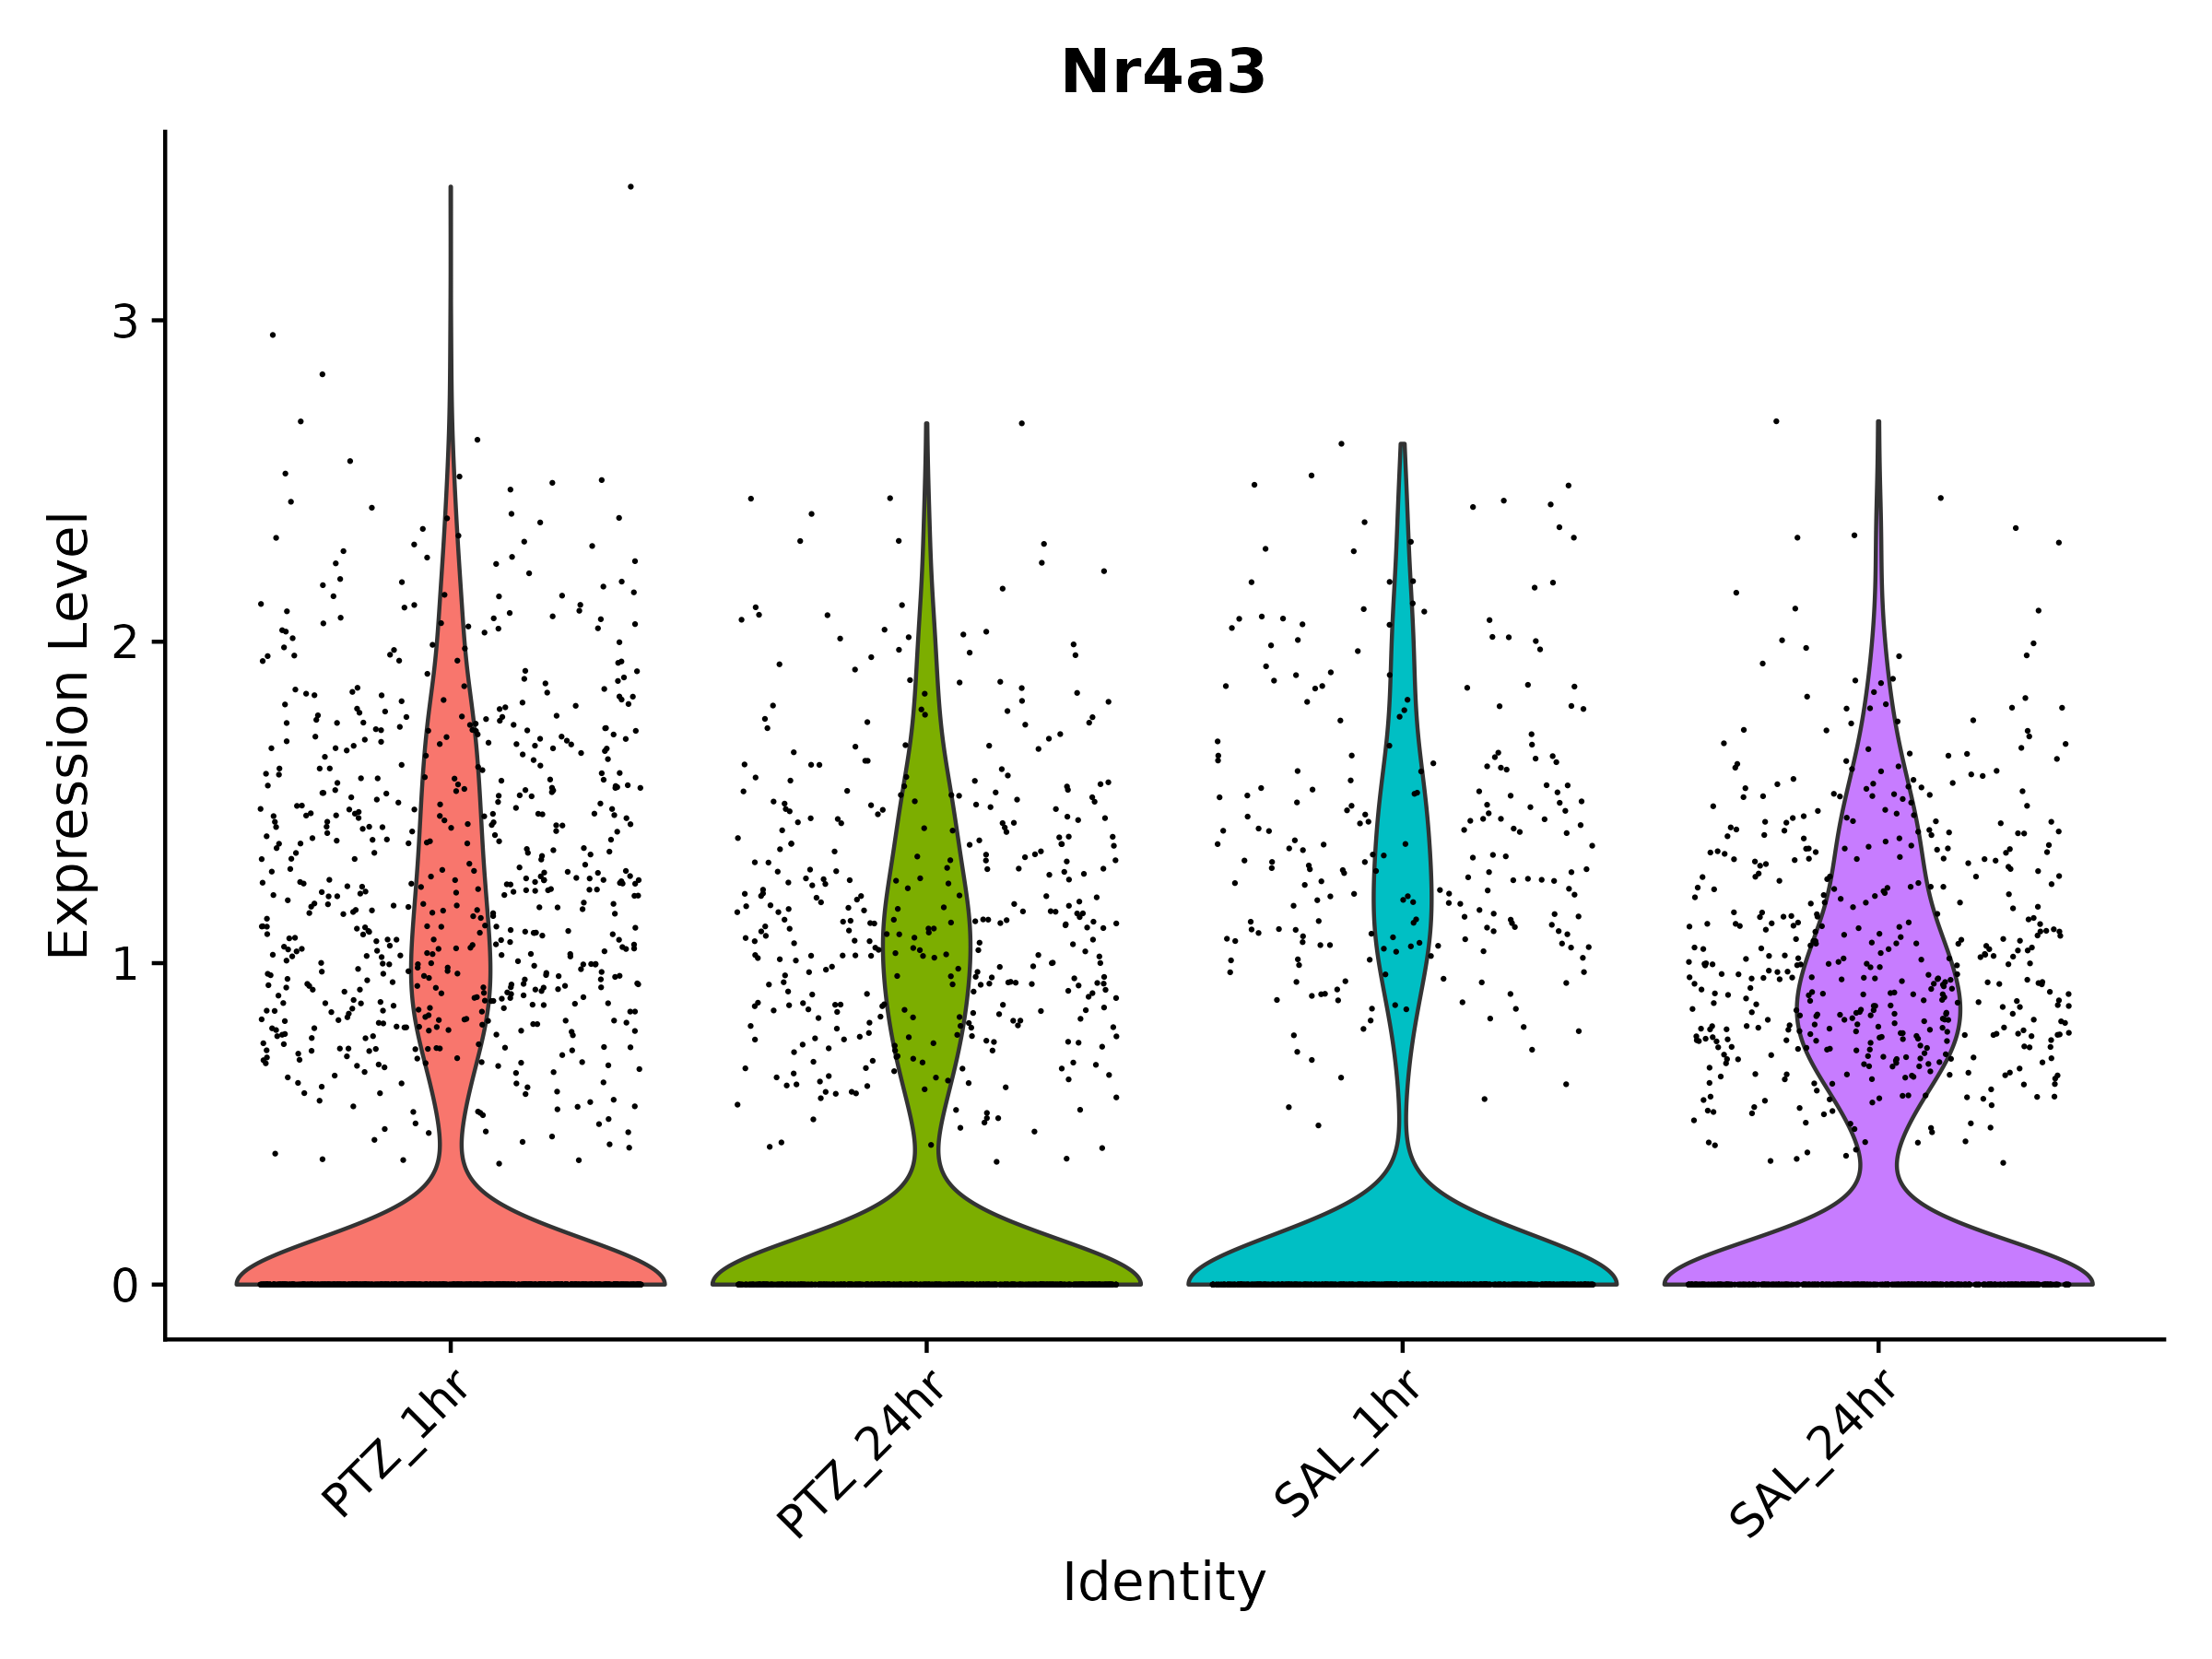 Nr4a3
Expression Level
3
2
1
0
PTZ_1hr
PTZ_24hr
SAL_1hr
SAL_24hr
Identity